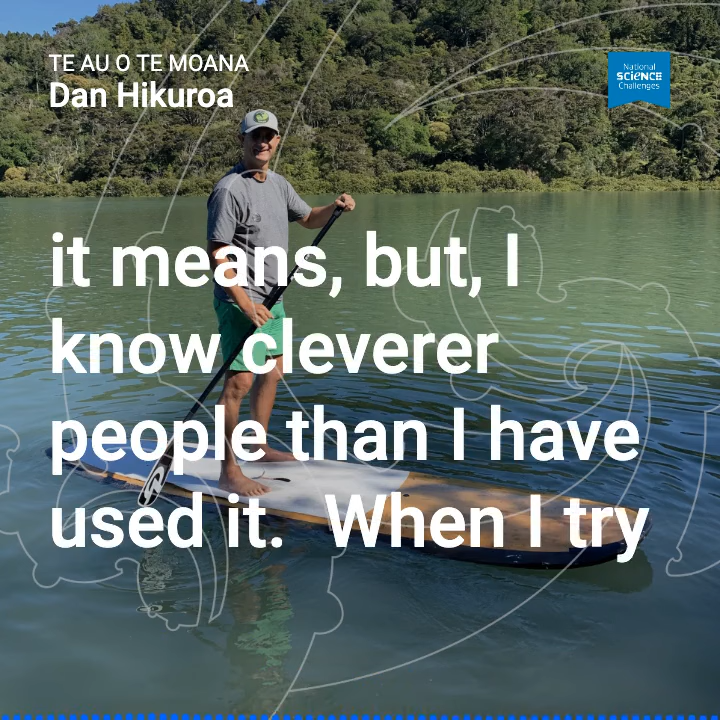 TE AU O TE MOANA
Dan Hikuroa
National
SCIENCE
Challenges
it means, but, I
know cleverer
people than I have
used it.  When I try